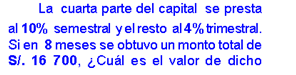 La cuarta parte del capital se presta
al 10% semestral y el resto al 4% trimestral.
Si en 8 meses se obtuvo un monto total de
S/. 16 700, ¿Cuál es el valor de dicho